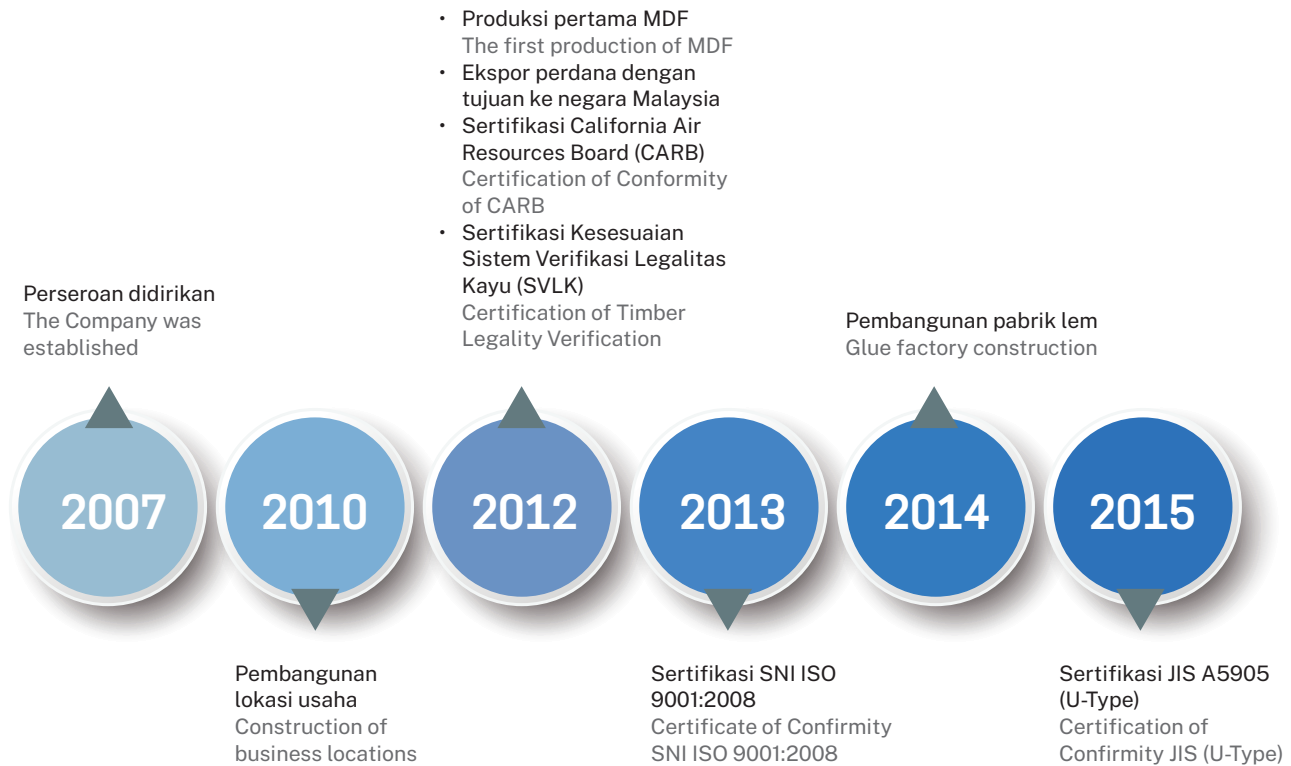 • Produksi pertama MDF
The first production of MDF
• Ekspor perdana dengan
tujuan ke negara Malaysia
• Sertifikasi California Air
Resources Board (CARB)
Certification of Conformity
of CARB
• Sertifikasi Kesesuaian
Sistem Verifikasi Legalitas
Kayu (SVLK)
Certification of Timber
Legality Verification
Perseroan didirikan
The Company was
established
Pembangunan pabrik lem
Glue factory construction
2007
2010
2012
2013
2014
2015
Pembangunan
lokasi usaha
Construction of
business locations
Sertifikasi SNI ISO
9001:2008
Certificate of Confirmity
SNI ISO 9001:2008
Sertifikasi JIS A5905
(U-Type)
Certification of
Confirmity JIS (U-Type)